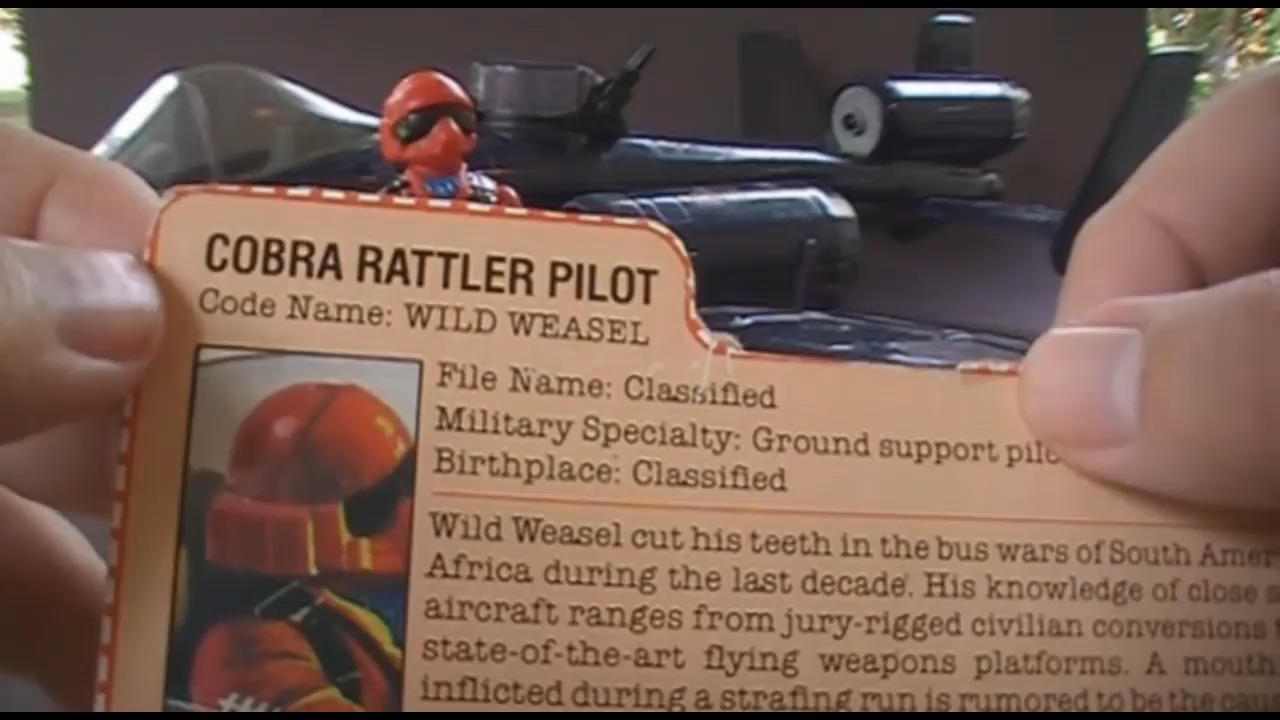 COBRA RATTLER PILOT
Code Name: WILD WEASEL
File Name: Classified
Military Specialty: Ground support
Birthplace: Classified
Wild Weasel cut his teeth in the bus wars of South
Africa during the last decade. His knowledge of close
aircraft ranges from jury-rigged civilian conversions
state-of-the-art flying weapons platforms. A
inflicted during a strafing run is rumored to be the